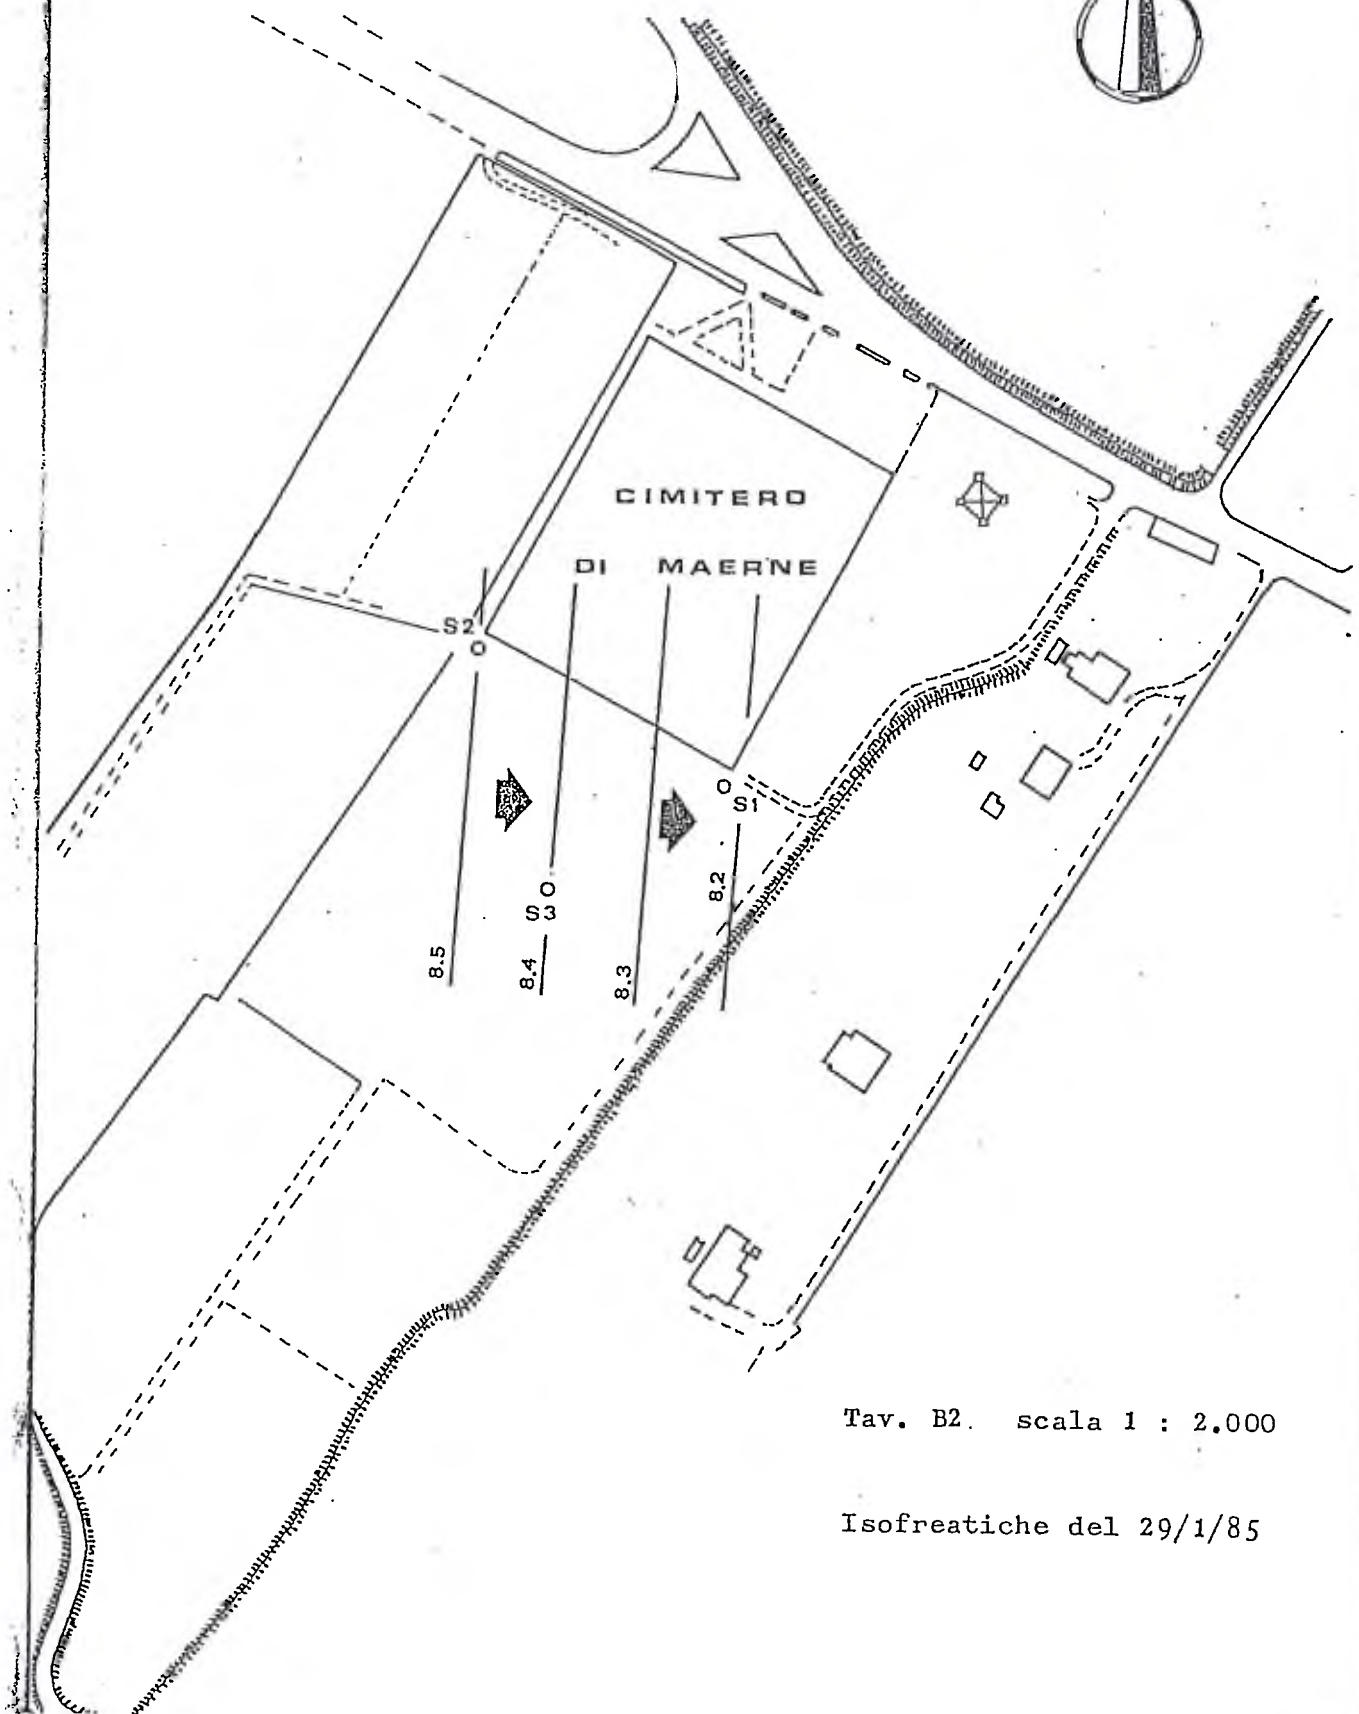 CIMITERO
DI MAERNE
S2
S1
S3
8.5
8.4
8.3
8.2
Tav. B2. scala 1 : 2.000
Isofreatiche del 29/1/85